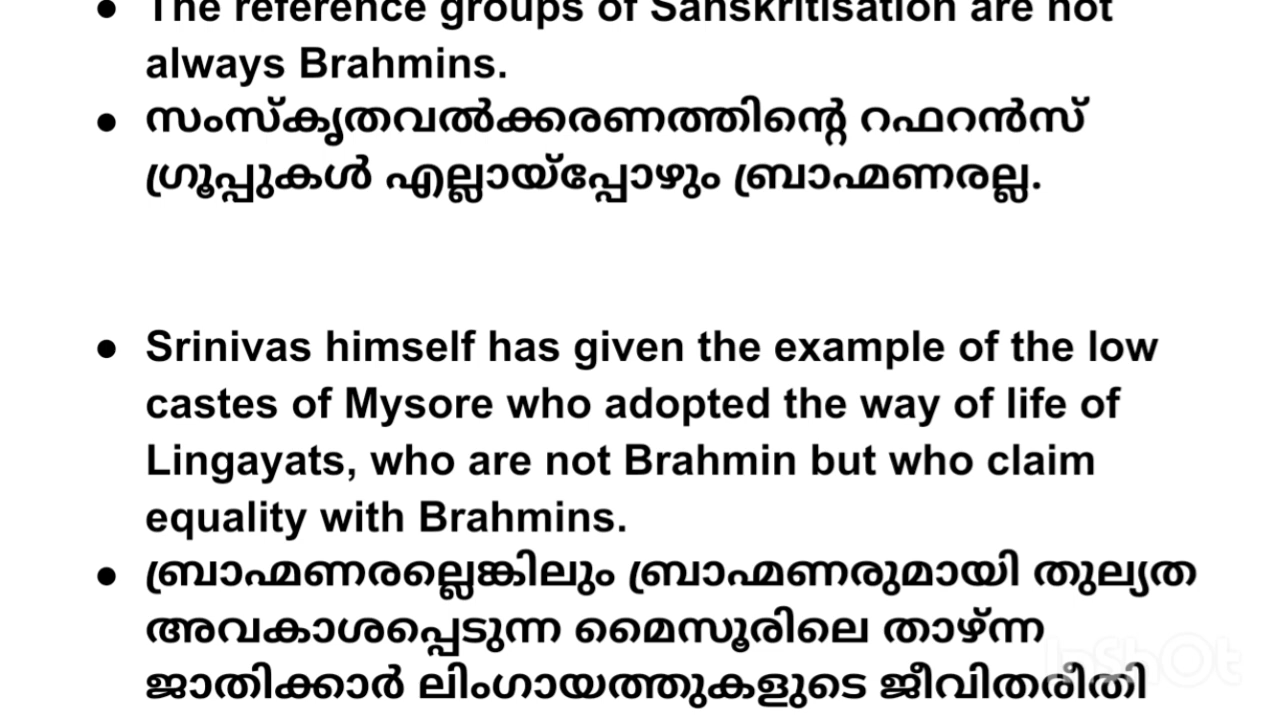 The reference groups of Sanskritisation are not
always Brahmins.
സംസ്കൃതവൽക്കരണത്തിന്റെ റഫറൻസ്
ഗ്രൂപ്പുകൾ എല്ലായ്പ്പോഴും ബ്രാഹ്മണരല്ല.
Srinivas himself has given the example of the low
castes of Mysore who adopted the way of life of
Lingayats, who are not Brahmin but who claim
equality with Brahmins.
ബ്രാഹ്മണരല്ലെങ്കിലും ബ്രാഹ്മണരുമായി തുല്യത
അവകാശപ്പെടുന്ന മൈസൂരിലെ താഴ്ന്ന
ജാതിക്കാർ ലിംഗായത്തുകളുടെ ജീവിതരീതി
InShOt